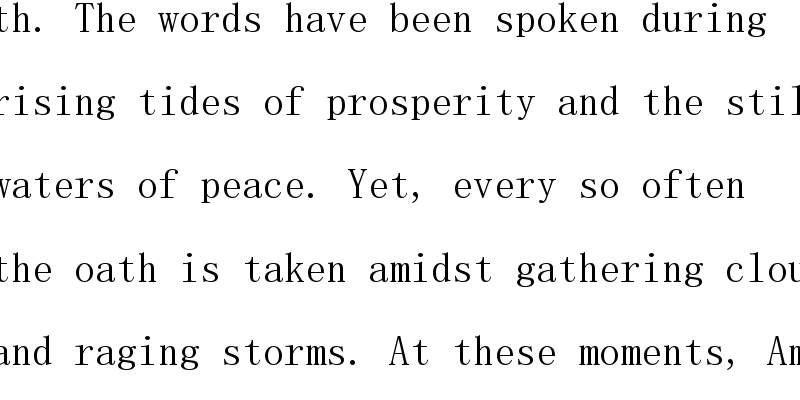 th. The words have been spoken during
rising tides of prosperity and the stil
waters of peace. Yet, every so often
the oath is taken amidst gathering clou
and raging storms. At these moments, Am